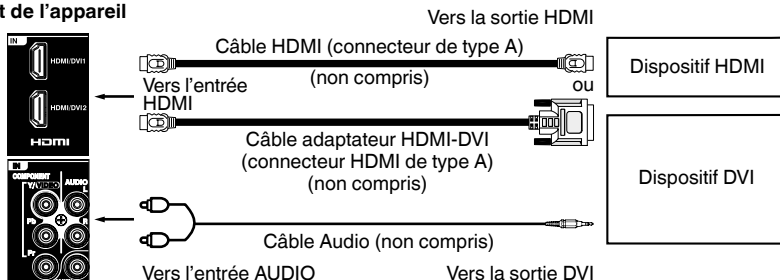 t de l'appareil
Vers la sortie HDMI
IN
HDMI/DVI1
HDMI/DVI2
HDMI
Câble HDMI (connecteur de type A)
(non compris)
Vers l'entrée
HDMI
ou
Dispositif HDMI
Câble adaptateur HDMI-DVI
(connecteur HDMI de type A)
(non compris)
IN
COMPONENT
Y/VIDEO
AUDIO
L
Pb
R
Pr
Dispositif DVI
Câble Audio (non compris)
Vers l'entrée AUDIO
Vers la sortie DVI